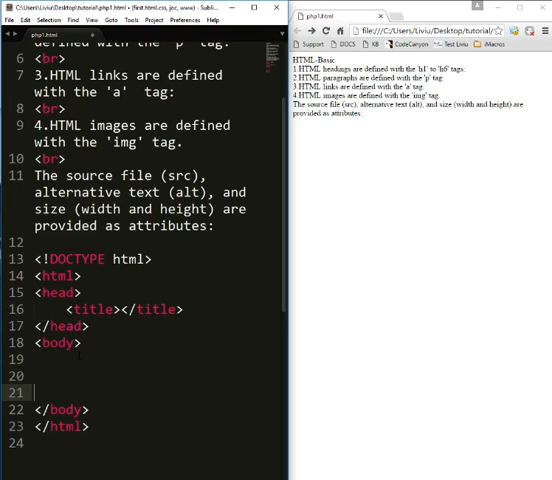 C:\Users\Liviu\Desktop\tutorial\php1.html • (first.html.css, joc, www) - Subli...
File Edit Selection Find View Goto Tools Project Preferences Help
php1.html
defined with the 'p' tag.
6 <br>
7 3.HTML links are defined
with the 'a' tag:
8 <br>
9 4.HTML images are defined
with the 'img' tag.
10 <br>
11 The source file (src),
alternative text (alt), and
size (width and height) are
provided as attributes:
12
13 <!DOCTYPE html>
14 <html>
15 <head>
16 <title></title>
17 </head>
18 <body>
19
20
21
22 </body>
23 </html>
24
php1.html
file:///C:/Users/Liviu/Desktop/tutorial/
Support DOCS KB CodeCanyon Test Liviu iMacros
HTML-Basic
1.HTML headings are defined with the 'h1' to 'h6' tags:
2.HTML paragraphs are defined with the 'p' tag:
3.HTML links are defined with the 'a' tag:
4.HTML images are defined with the 'img' tag.
The source file (src), alternative text (alt), and size (width and height) are
provided as attributes: